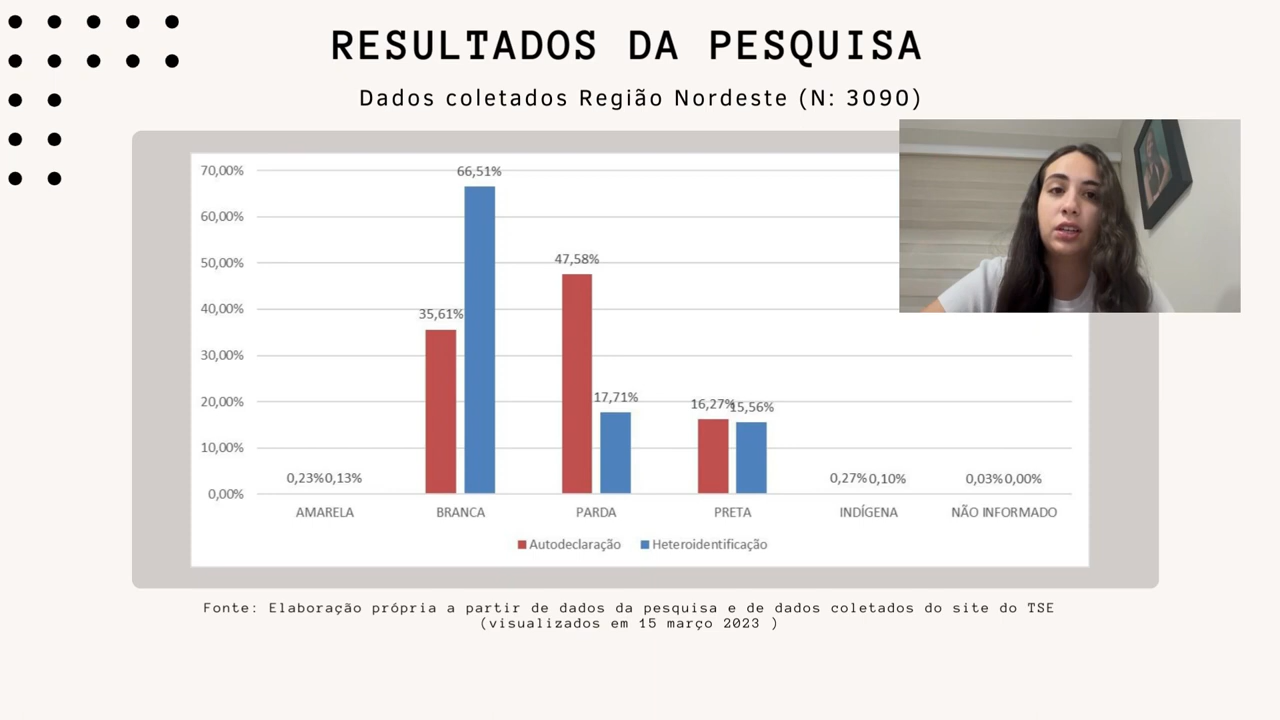 RESULTADOS DA PESQUISA
Dados coletados Região Nordeste (N: 3090)
70,00%
60,00%
50,00%
40,00%
30,00%
20,00%
10,00%
0,00%
0,23% 0,13%
35,61% 66,51%
47,58% 17,71%
16,27% 15,56%
0,27% 0,10%
0,03% 0,00%
AMARELA BRANCA PARDA PRETA INDÍGENA NÃO INFORMADO
Autodeclaração Heteroidentificação
Fonte: Elaboração própria a partir de dados da pesquisa e de dados coletados do site do TSE
(visualizados em 15 março 2023 )